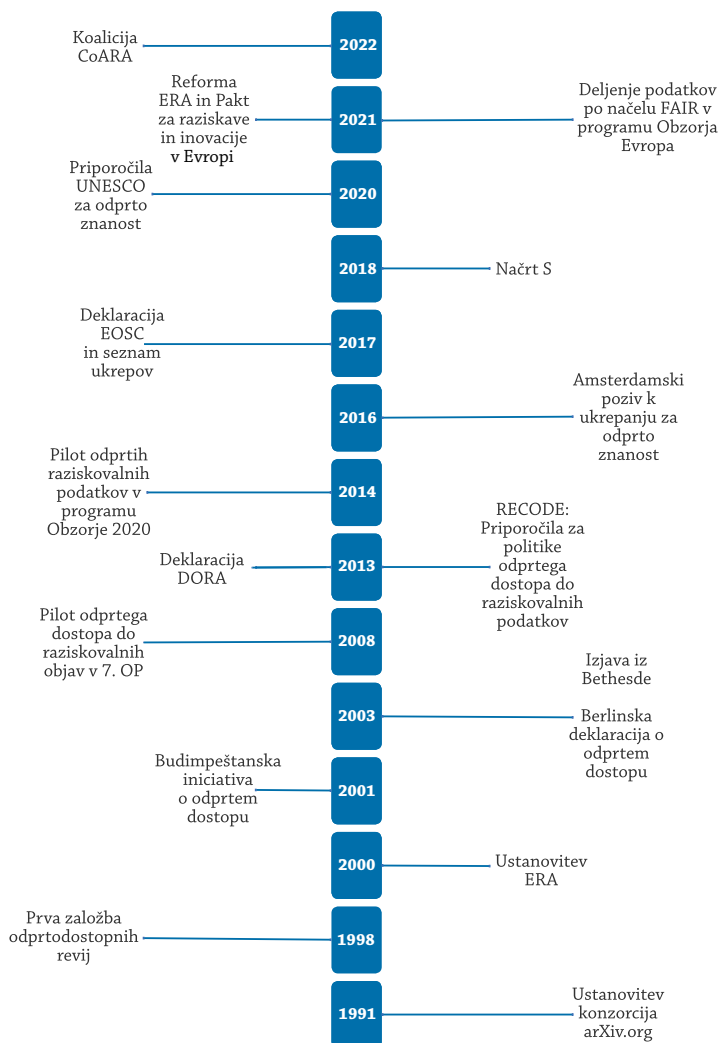 Koalicija
CoARA
2022
Reforma
ERA in Pakt
za raziskave
in inovacije
v Evropi
2021
Deljenje podatkov
po načelu FAIR v
programu Obzorja
Evropa
Priporočila
UNESCO
za odprto
znanost
2020
2018
Načrt S
Deklaracija
EOSC
in seznam
ukrepov
2017
2016
Amsterdamski
poziv k
ukrepanju za
odprto
znanost
Pilot odprtih
raziskovalnih
podatkov v
programu
Obzorje 2020
2014
Deklaracija
DORA
2013
RECODE:
Priporočila za
politike
odprtega
dostopa do
raziskovalnih
podatkov
Pilot odprtega
dostopa do
raziskovalnih
objav v 7. OP
2008
2003
Izjava iz
Bethesde
Berlinska
deklaracija o
odprtem
dostopu
Budimpeštanska
iniciativa
o odprtem
dostopu
2001
2000
Ustanovitev
ERA
Prva založba
odprtodostopnih
revij
1998
1991
Ustanovitev
konzorcija
arXiv.org